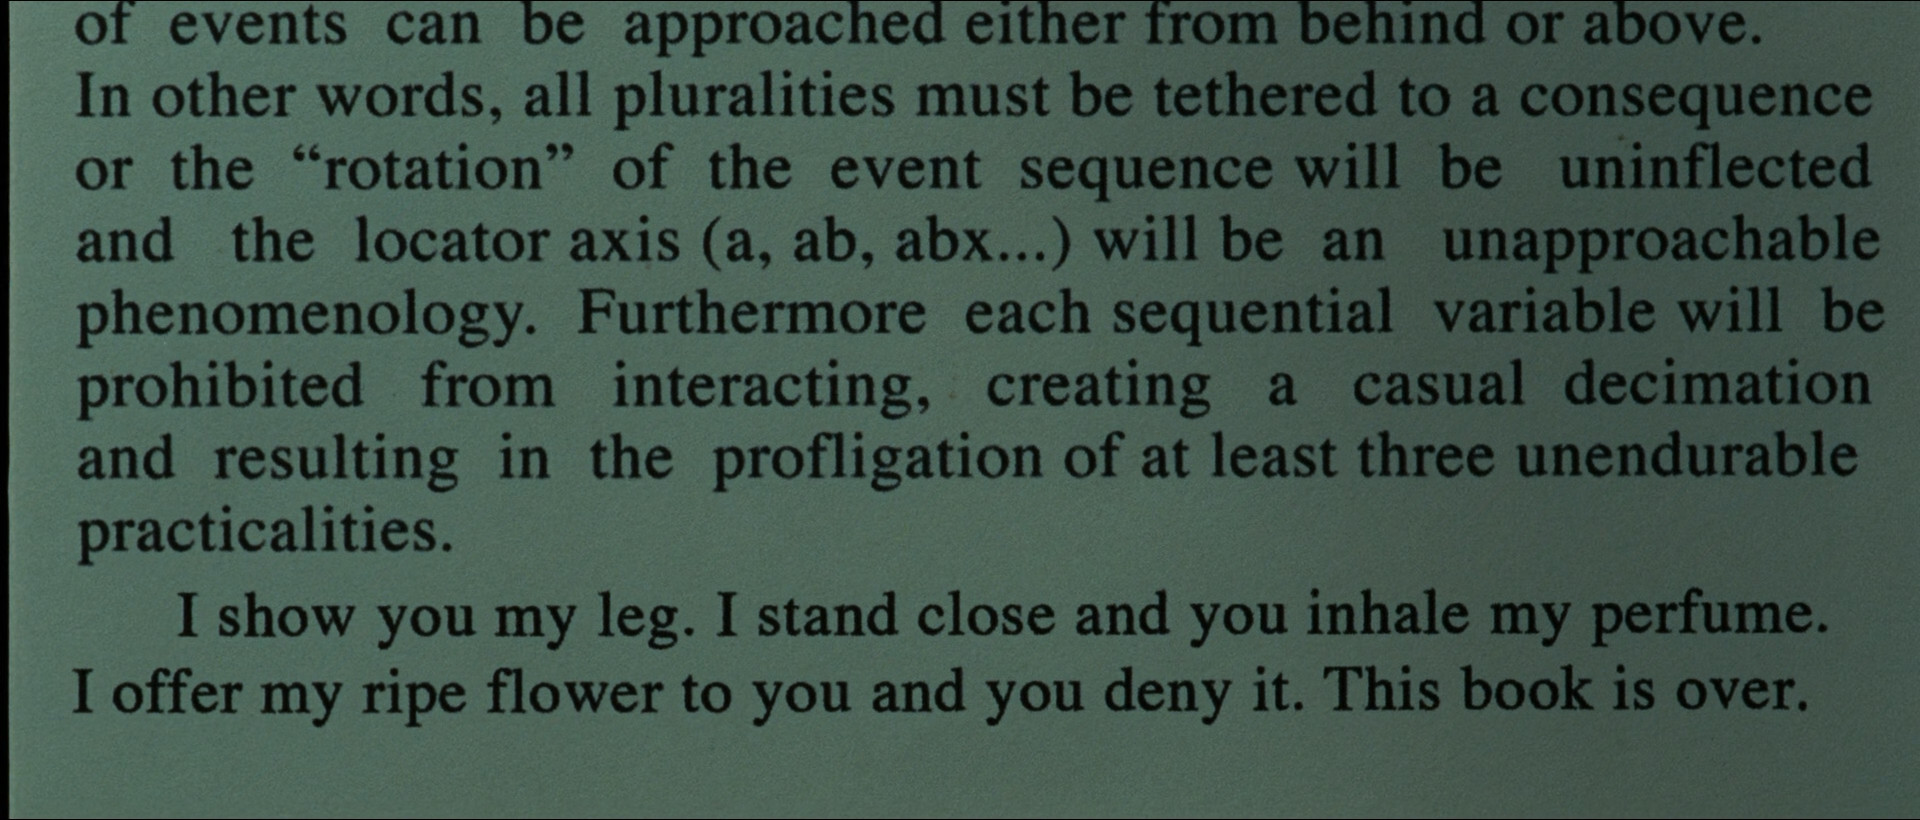 of events can be approached either from behind or above.
In other words, all pluralities must be tethered to a consequence
or the “rotation” of the event sequence will be uninflected
and the locator axis (a, ab, abx...) will be an unapproachable
phenomenology. Furthermore each sequential variable will be
prohibited from interacting, creating a casual decimation
and resulting in the profligation of at least three unendurable
practicalities.
I show you my leg. I stand close and you inhale my perfume.
I offer my ripe flower to you and you deny it. This book is over.